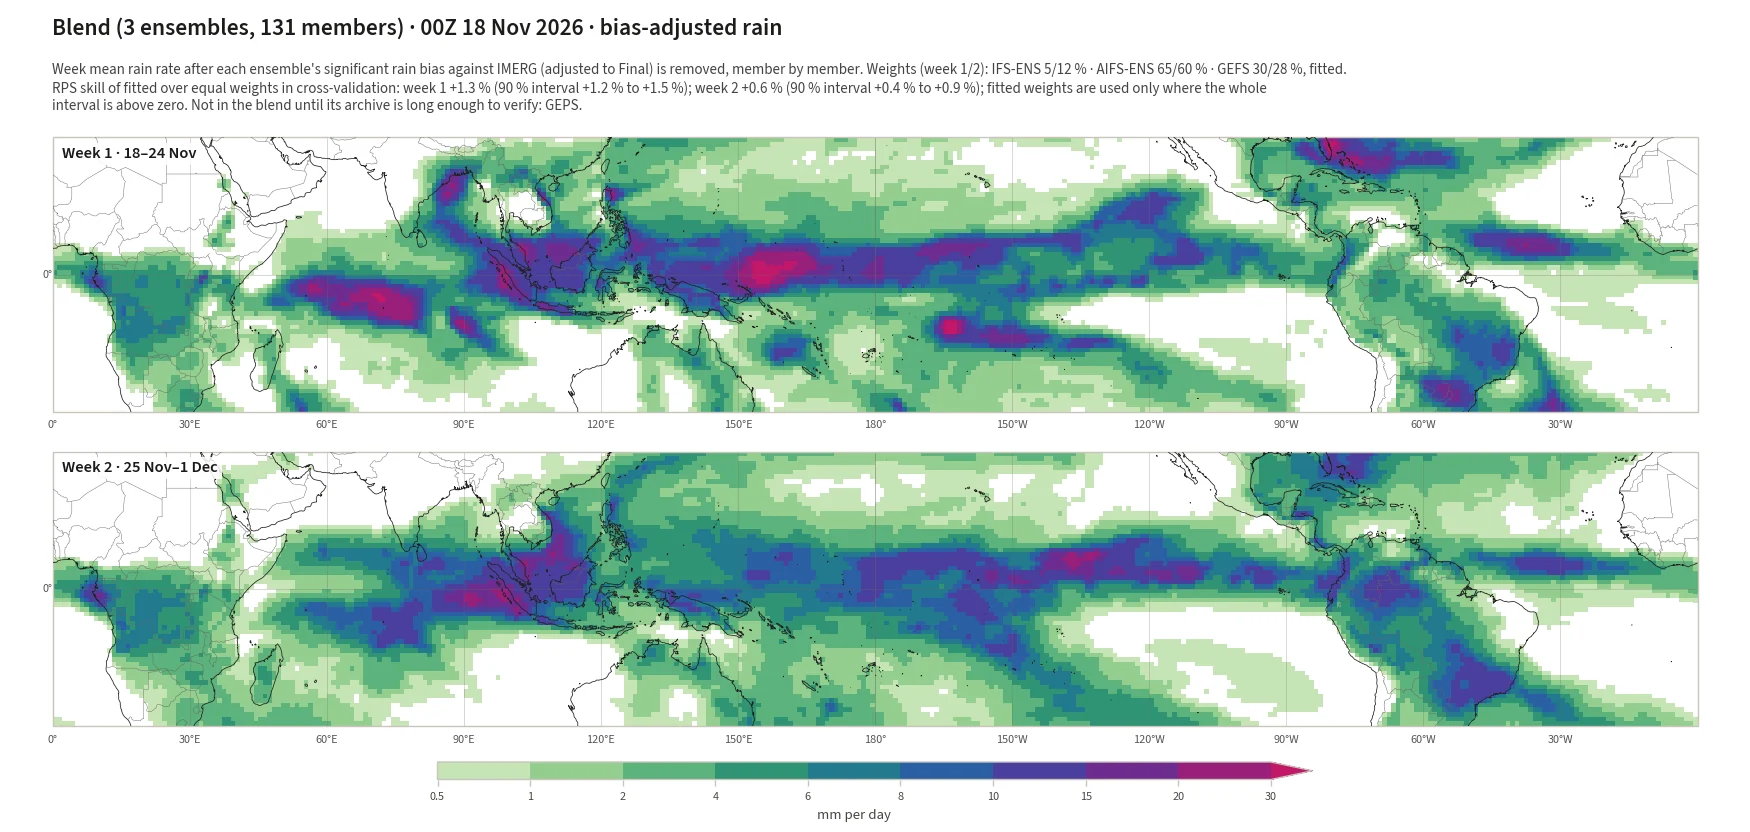 Blend (3 ensembles, 131 members) · 00Z 18 Nov 2026 · bias-adjusted rain
Week mean rain rate after each ensemble's significant rain bias against IMERG (adjusted to Final) is removed, member by member. Weights (week 1/2): IFS-ENS 5/12 % · AIFS-ENS 65/60 % · GEFS 30/28 %, fitted.
RPS skill of fitted over equal weights in cross-validation: week 1 +1.3 % (90 % interval +1.2 % to +1.5 %); week 2 +0.6 % (90 % interval +0.4 % to +0.9 %); fitted weights are used only where the whole
interval is above zero. Not in the blend until its archive is long enough to verify: GEPS.
Week 1 · 18–24 Nov
0°
0° 30°E 60°E 90°E 120°E 150°E 180° 150°W 120°W 90°W 60°W 30°W
Week 2 · 25 Nov–1 Dec
0°
0° 30°E 60°E 90°E 120°E 150°E 180° 150°W 120°W 90°W 60°W 30°W
0.5 1 2 4 6 8 10 15 20 30
mm per day